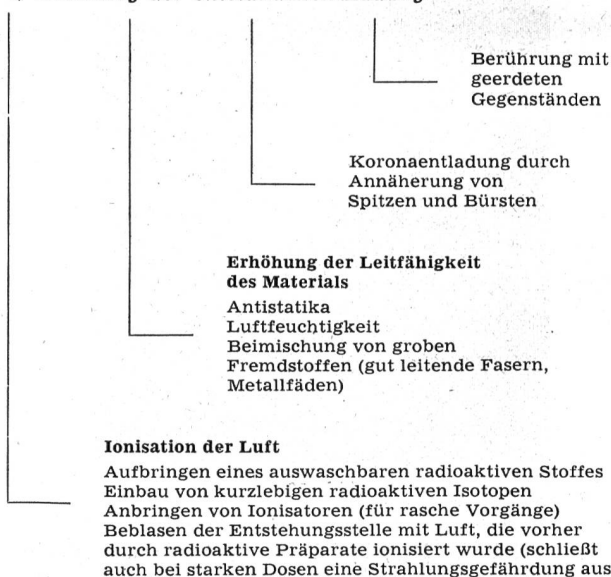 Berührung mit
geerdeten
Gegenständen
Koronaentladung durch
Annäherung von
Spitzen und Bürsten
Erhöhung der Leitfähigkeit
des Materials
Antistatika
Luftfeuchtigkeit
Beimischung von groben
Fremdstoffen (gut leitende Fasern,
Metallfäden)
Ionisation der Luft
Aufbringen eines auswaschbaren radioaktiven Stoffes
Einbau von kurzlebigen radioaktiven Isotopen
Anbringen von Ionisatoren (für rasche Vorgänge)
Beblasen der Entstehungsstelle mit Luft, die vorher
durch radioaktive Präparate ionisiert wurde (schließt
auch bei starken Dosen eine Strahlungsgefährdung aus